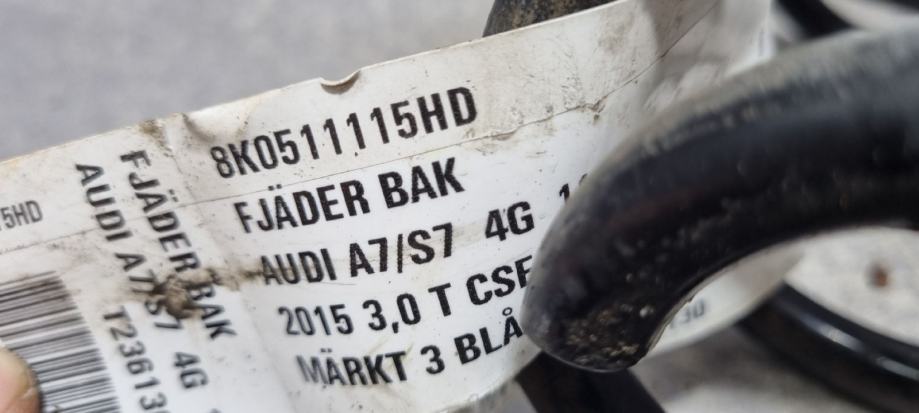 8K0511115HD
FJÄDER BAK
AUDI A7/S7 4G
2015 3,0 T
MÄRKT 3 BLÅ
5HD
FJÄDER BAK
AUDI A7/S7 4G